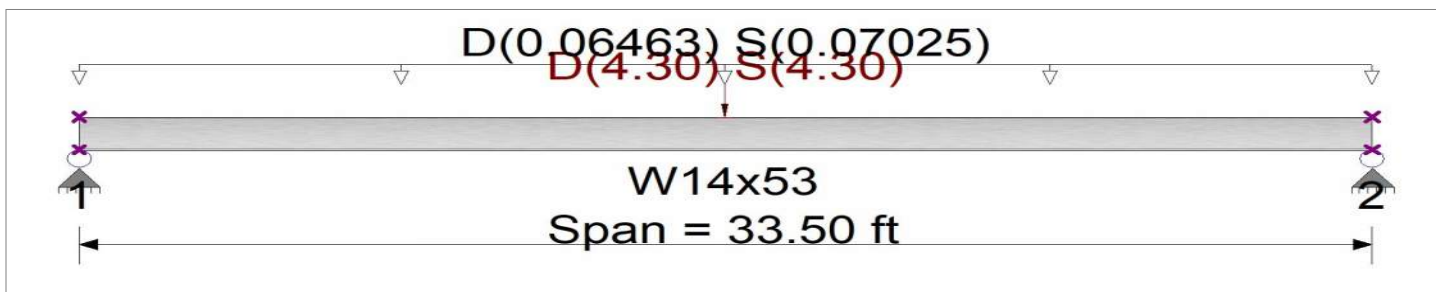 D(0.06463) S(0.07025)
D(4.30) S(4.30)
W14x53
1
2
Span = 33.50 ft